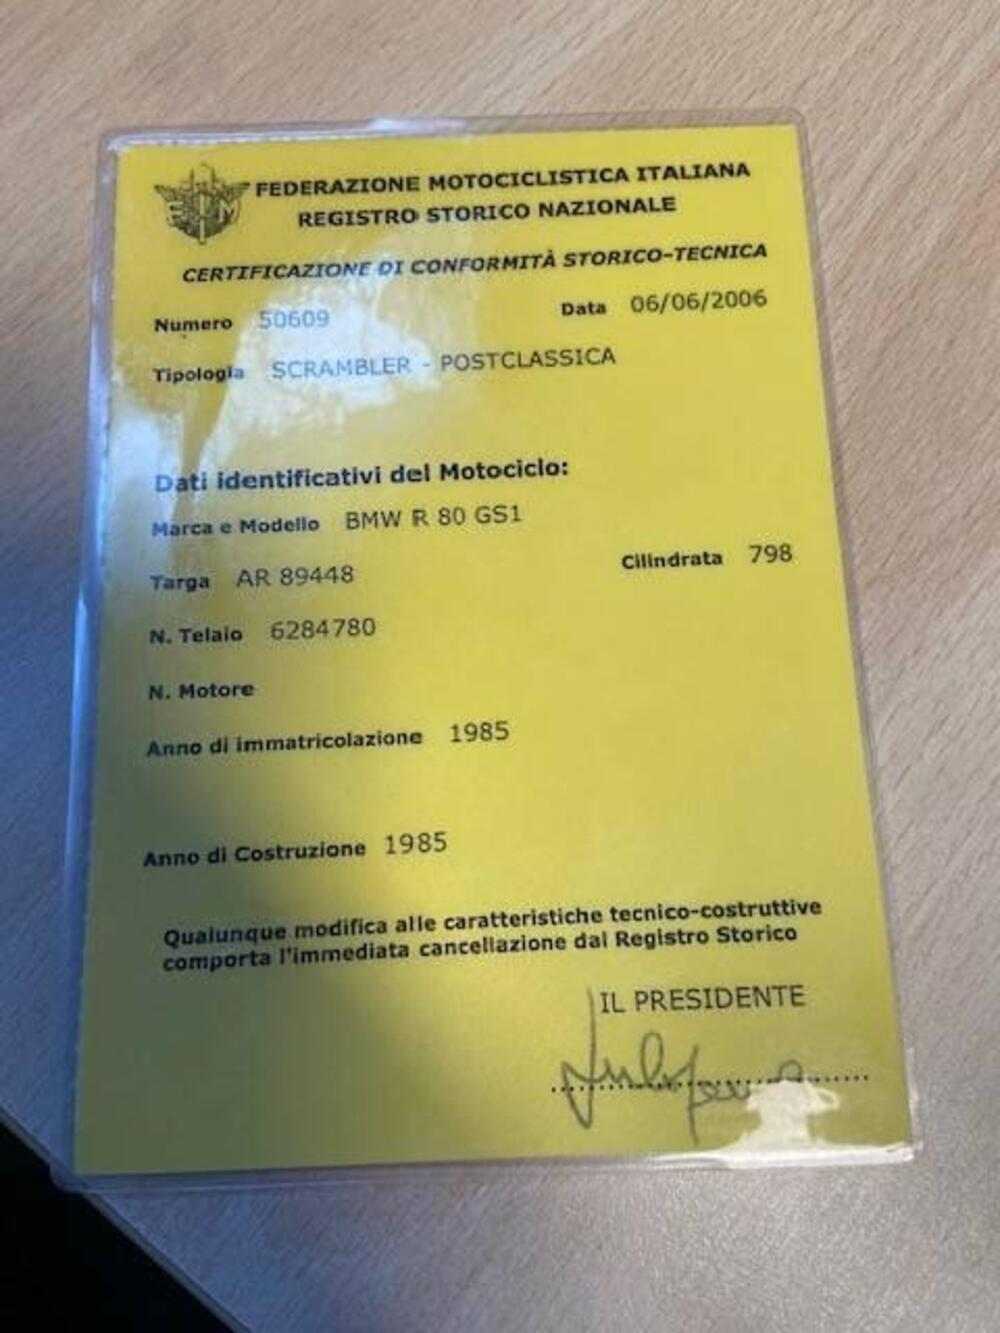 FMI
FEDERAZIONE MOTOCICLISTICA ITALIANA
REGISTRO STORICO NAZIONALE
CERTIFICAZIONE DI CONFORMITÀ STORICO-TECNICA
Numero 50609 Data 06/06/2006
Tipologia SCRAMBLER - POSTCLASSICA
Dati identificativi del Motociclo:
Marca e Modello BMW R 80 GS1
Targa AR 89448 Cilindrata 798
N. Telaio 6284780
N. Motore
Anno di immatricolazione 1985
Anno di Costruzione 1985
Qualunque modifica alle caratteristiche tecnico-costruttive
comporta l'immediata cancellazione dal Registro Storico
IL PRESIDENTE